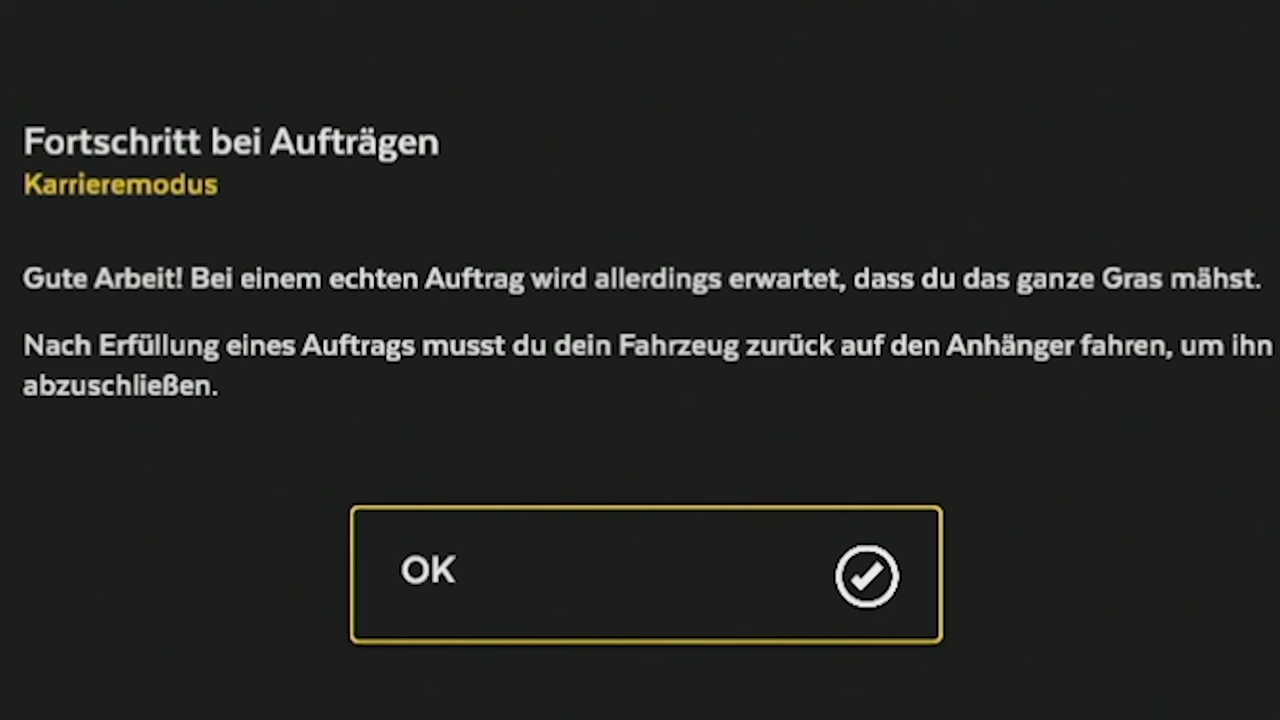 Fortschritt bei Aufträgen
Karrieremodus
Gute Arbeit! Bei einem echten Auftrag wird allerdings erwartet, dass du das ganze Gras mähst.
Nach Erfüllung eines Auftrags musst du dein Fahrzeug zurück auf den Anhänger fahren, um ihn
abzuschließen.
OK